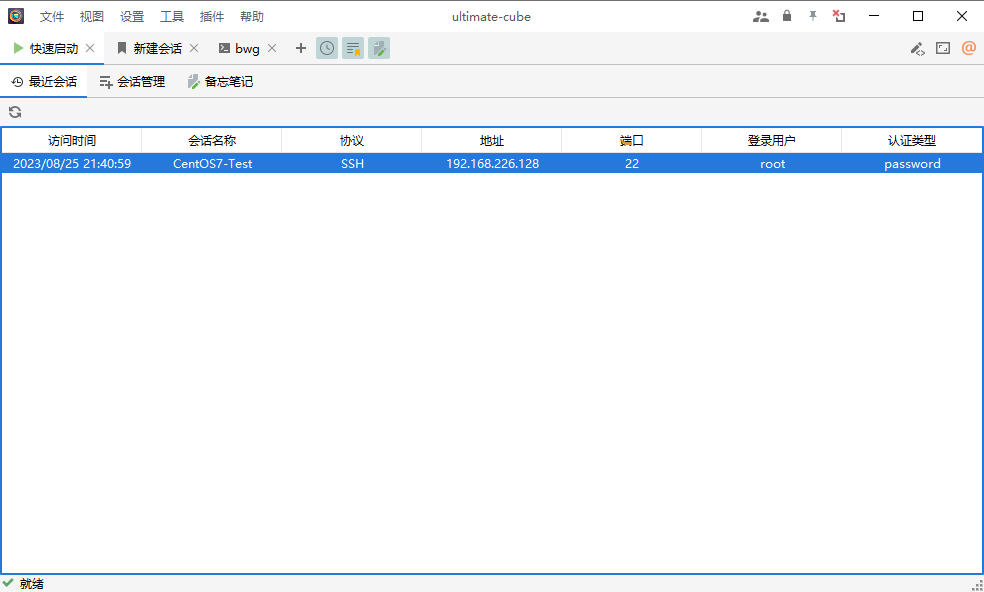 文件 视图 设置 工具 插件 帮助 ultimate-cube
快速启动 新建会话 bwg
最近会话 会话管理 备忘笔记
访问时间 会话名称 协议 地址 端口 登录用户 认证类型
2023/08/25 21:40:59 CentOS7-Test SSH 192.168.226.128 22 root password
就绪